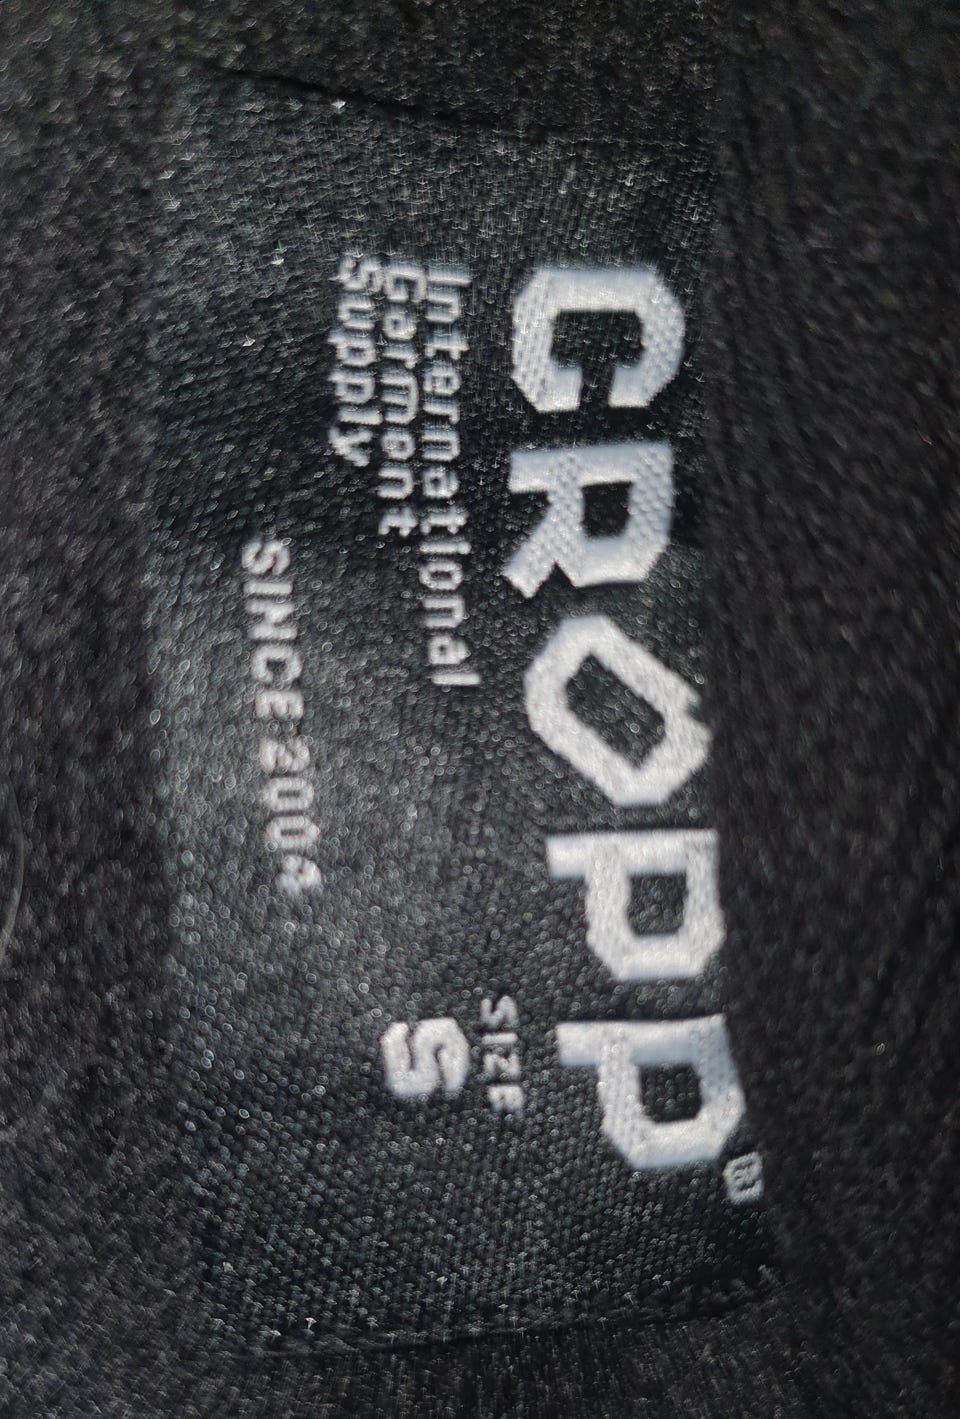 CROPP®
International
Garment
Supply
SIZE
S
SINCE 2004